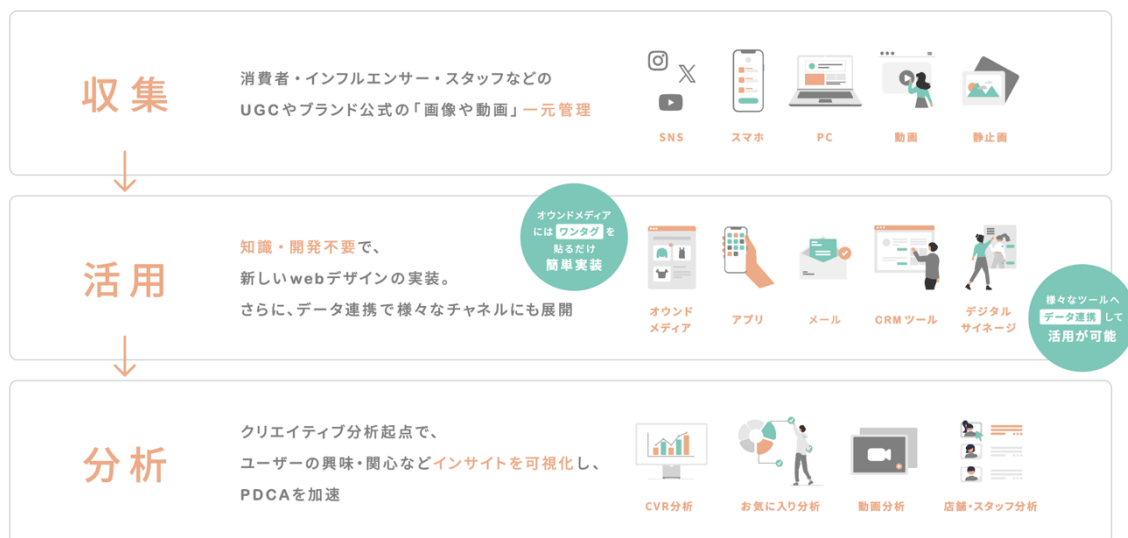 収集
消費者・インフルエンサー・スタッフなどの
UGCやブランド公式の「画像や動画」一元管理
SNS
スマホ
PC
動画
静止画
活用
知識・開発不要で、
新しいwebデザインの実装。
さらに、データ連携で様々なチャネルにも展開
オウンドメディア
には ワンタグ を
貼るだけ
簡単実装
オウンド
メディア
アプリ
メール
CRMツール
デジタル
サイネージ
様々なツールへ
データ連携 して
活用が可能
分析
クリエイティブ分析起点で、
ユーザーの興味・関心などインサイトを可視化し、
PDCAを加速
CVR分析
お気に入り分析
動画分析
店舗・スタッフ分析